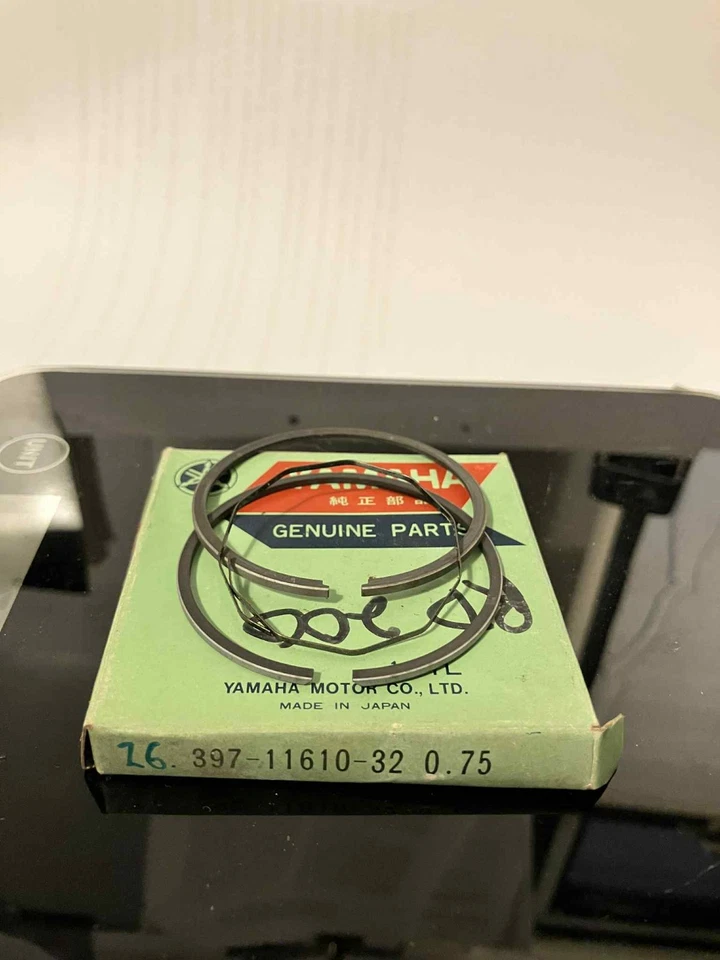 UNIT
YAMAHA
純正部品
GENUINE PARTS
YAMAHA MOTOR CO., LTD.
MADE IN JAPAN
26. 397-11610-32 0.75